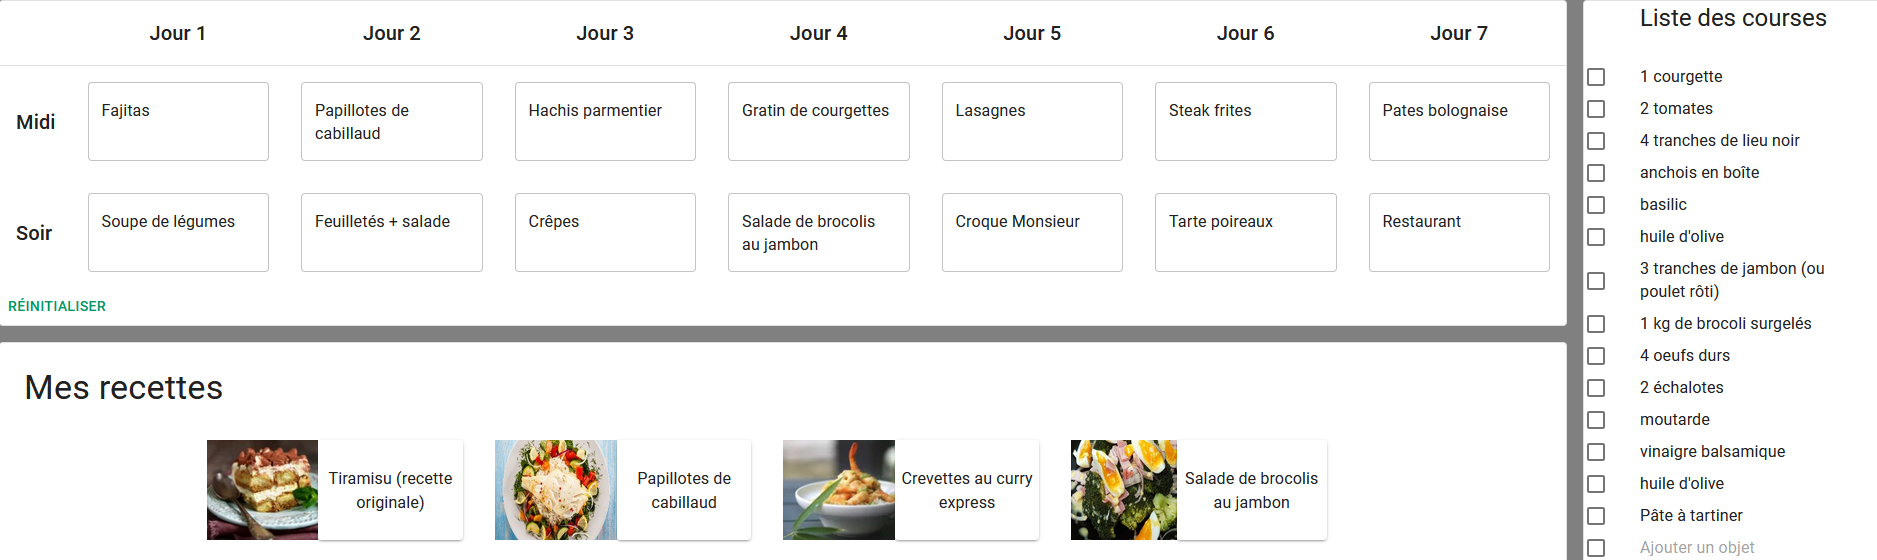 Jour 1
Jour 2
Jour 3
Jour 4
Jour 5
Jour 6
Jour 7
Midi
Fajitas
Papillotes de
cabillaud
Hachis parmentier
Gratin de courgettes
Lasagnes
Steak frites
Pates bolognaise
Soir
Soupe de légumes
Feuilletés + salade
Crêpes
Salade de brocolis
au jambon
Croque Monsieur
Tarte poireaux
Restaurant
RÉINITIALISER
Mes recettes
Tiramisu (recette
originale)
Papillotes de
cabillaud
Crevettes au curry
express
Salade de brocolis
au jambon
Liste des courses
1 courgette
2 tomates
4 tranches de lieu noir
anchois en boîte
basilic
huile d'olive
3 tranches de jambon (ou
poulet rôti)
1 kg de brocoli surgelés
4 oeufs durs
2 échalotes
moutarde
vinaigre balsamique
huile d'olive
Pâte à tartiner
Ajouter un objet